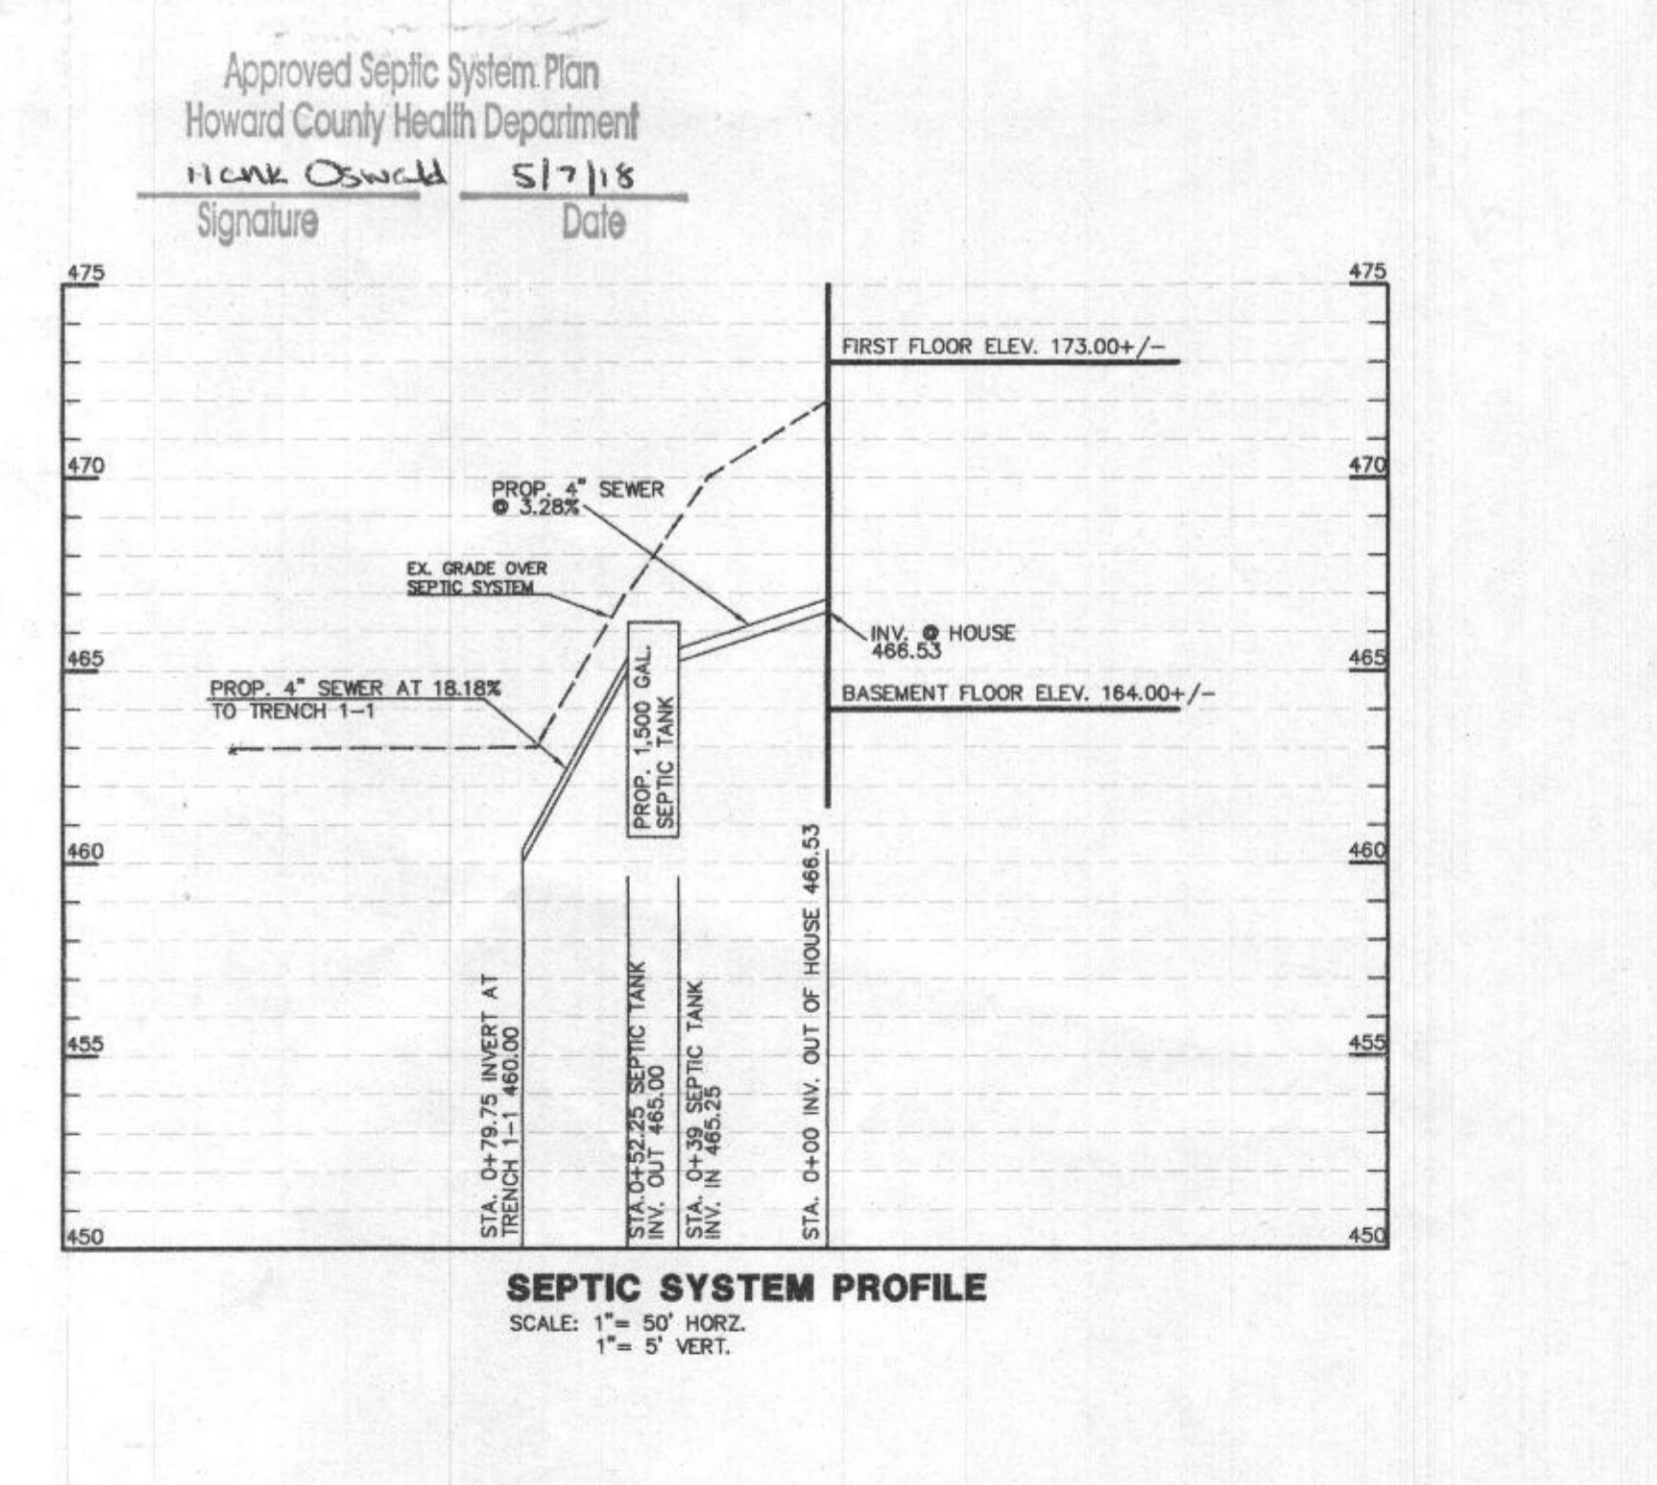 Approved Septic System Plan
Howard County Health Department
Hank Oswald 5/7/18
Signature Date
475 475
FIRST FLOOR ELEV. 173.00+/-
470 470
PROP. 4" SEWER
@ 3.28%
EX. GRADE OVER
SEPTIC SYSTEM
INV. @ HOUSE
466.53
465 465
PROP. 4" SEWER AT 18.18%
TO TRENCH 1-1
BASEMENT FLOOR ELEV. 164.00+/-
PROP. 1,500 GAL.
SEPTIC TANK
460 460
455 455
STA. 0+79.75 INVERT AT
TRENCH 1-1 460.00
STA.0+52.25 SEPTIC TANK
INV. OUT 465.00
STA. 0+39 SEPTIC TANK
INV. IN 465.25
STA. 0+00 INV. OUT OF HOUSE 466.53
450 450
SEPTIC SYSTEM PROFILE
SCALE: 1"= 50' HORZ.
1"= 5' VERT.